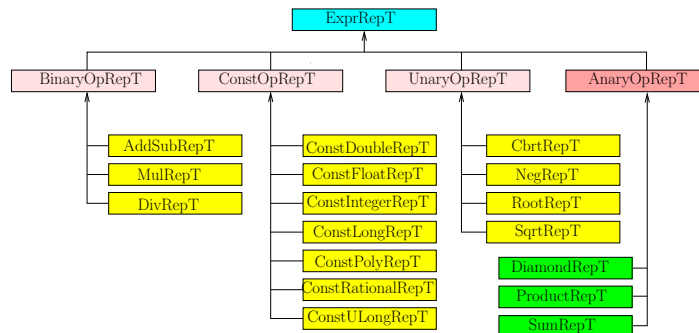 ExprRepT
BinaryOpRepT
ConstOpRepT
UnaryOpRepT
AnaryOpRepT
AddSubRepT
MulRepT
DivRepT
ConstDoubleRepT
ConstFloatRepT
ConstIntegerRepT
ConstLongRepT
ConstPolyRepT
ConstRationalRepT
ConstULongRepT
CbrtRepT
NegRepT
RootRepT
SqrtRepT
DiamondRepT
ProductRepT
SumRepT